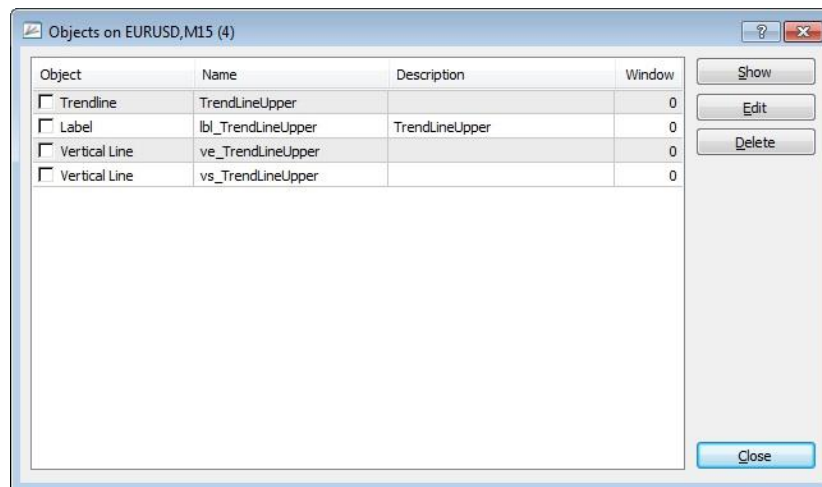 Objects on EURUSD,M15 (4)
?
Object Name Description Window Show
Trendline TrendLineUpper 0 Edit
Label lbl_TrendLineUpper TrendLineUpper 0
Vertical Line ve_TrendLineUpper 0 Delete
Vertical Line vs_TrendLineUpper 0
Close